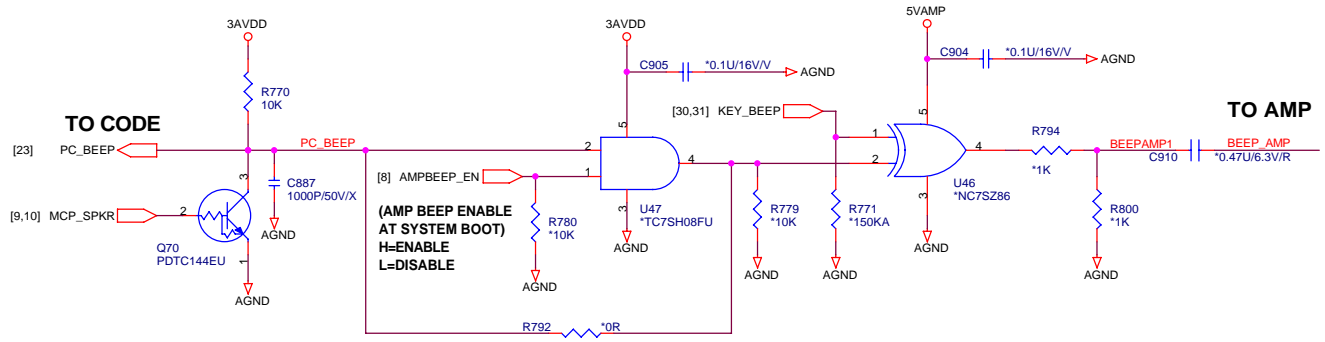 3AVDD
3AVDD
5VAMP
C905
*0.1U/16V/V
AGND
C904
*0.1U/16V/V
AGND
R770
10K
5
5
[30,31] KEY_BEEP
TO CODE
TO AMP
[23] PC_BEEP
PC_BEEP
2
4
1
2
4
R794
*1K
BEEPAMP1
C910
BEEP_AMP
*0.47U/6.3V/R
3
C887
1000P/50V/X
[8] AMPBEEP_EN
1
3
U47
*TC7SH08FU
3
U46
*NC7SZ86
[9,10] MCP_SPKR
2
Q70
PDTC144EU
1
AGND
AGND
(AMP BEEP ENABLE
AT SYSTEM BOOT)
H=ENABLE
L=DISABLE
R780
*10K
R779
*10K
R771
*150KA
R800
*1K
AGND
AGND
AGND
AGND
AGND
AGND
R792
*0R